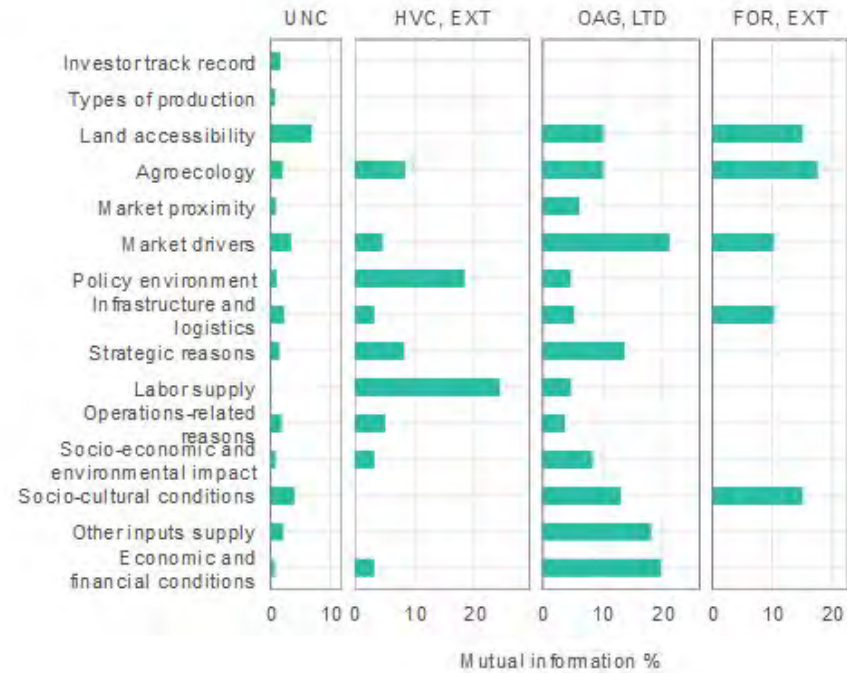 UNC HVC, EXT OAG, LTD FOR, EXT
Investor track record
Types of production
Land accessibility
Agroecology
Market proximity
Market drivers
Policy environment
Infrastructure and
logistics
Strategic reasons
Labor supply
Operations-related
reasons
Socio-economic and
environmental impact
Socio-cultural conditions
Other inputs supply
Economic and
financial conditions
0 10 0 10 20 0 10 20 0 10 20
Mutual information %